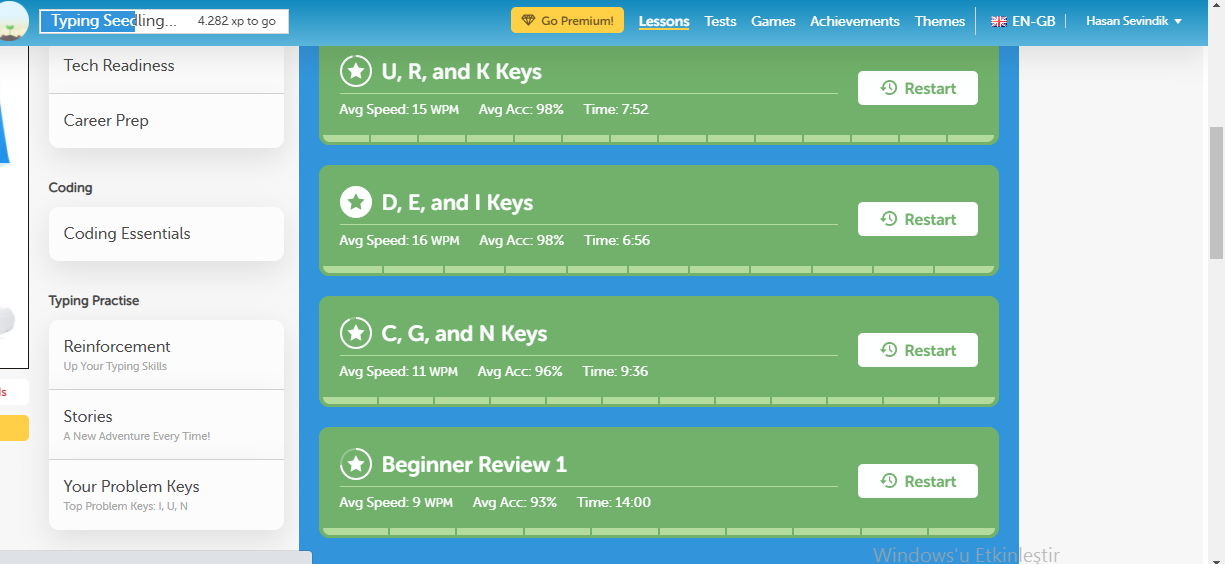 Typing Seedling... 4.282 xp to go Go Premium! Lessons Tests Games Achievements Themes EN-GB Hasan Sevindik
Tech Readiness
Career Prep
Coding
Coding Essentials
Typing Practise
Reinforcement
Up Your Typing Skills
Stories
A New Adventure Every Time!
Your Problem Keys
Top Problem Keys: I, U, N
U, R, and K Keys
Restart
Avg Speed: 15 WPM Avg Acc: 98% Time: 7:52
D, E, and I Keys
Restart
Avg Speed: 16 WPM Avg Acc: 98% Time: 6:56
C, G, and N Keys
Restart
Avg Speed: 11 WPM Avg Acc: 96% Time: 9:36
Beginner Review 1
Restart
Avg Speed: 9 WPM Avg Acc: 93% Time: 14:00
Windows'u Etkinleştir